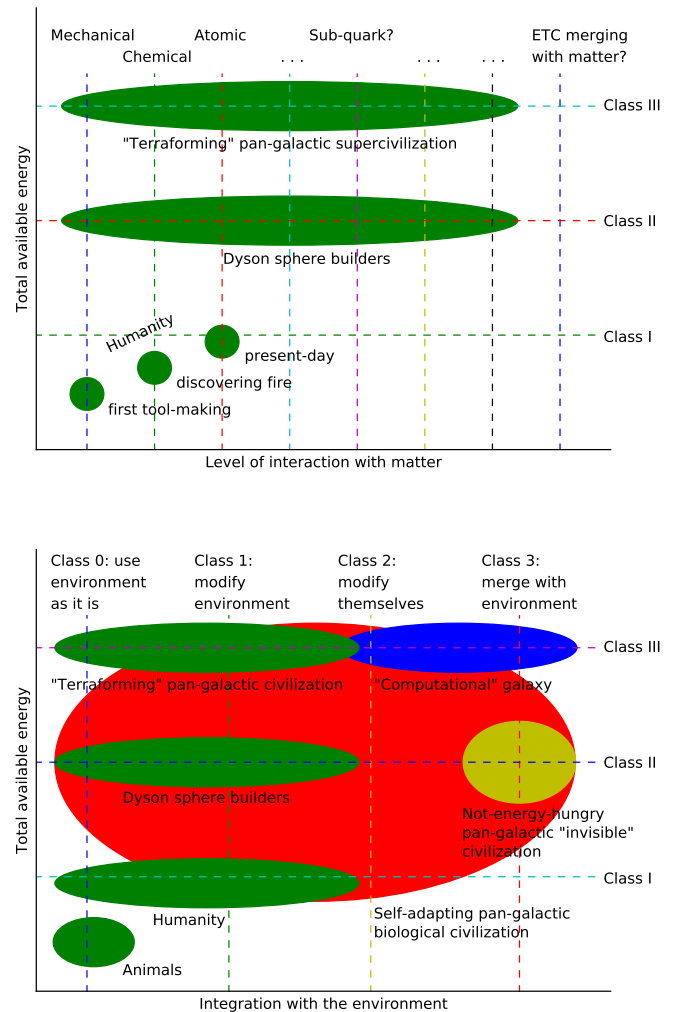 Mechanical
Atomic
Sub-quark?
ETC merging
with matter?
Chemical
. . .
. . .
. . .
Class III
"Terraforming" pan-galactic supercivilization
Class II
Dyson sphere builders
Total available energy
Class I
Humanity
present-day
discovering fire
first tool-making
Level of interaction with matter
Class 0: use
environment
as it is
Class 1:
modify
environment
Class 2:
modify
themselves
Class 3:
merge with
environment
Class III
"Terraforming" pan-galactic civilization
"Computational" galaxy
Class II
Dyson sphere builders
Total available energy
Not-energy-hungry
pan-galactic "invisible"
civilization
Class I
Humanity
Self-adapting pan-galactic
biological civilization
Animals
Integration with the environment